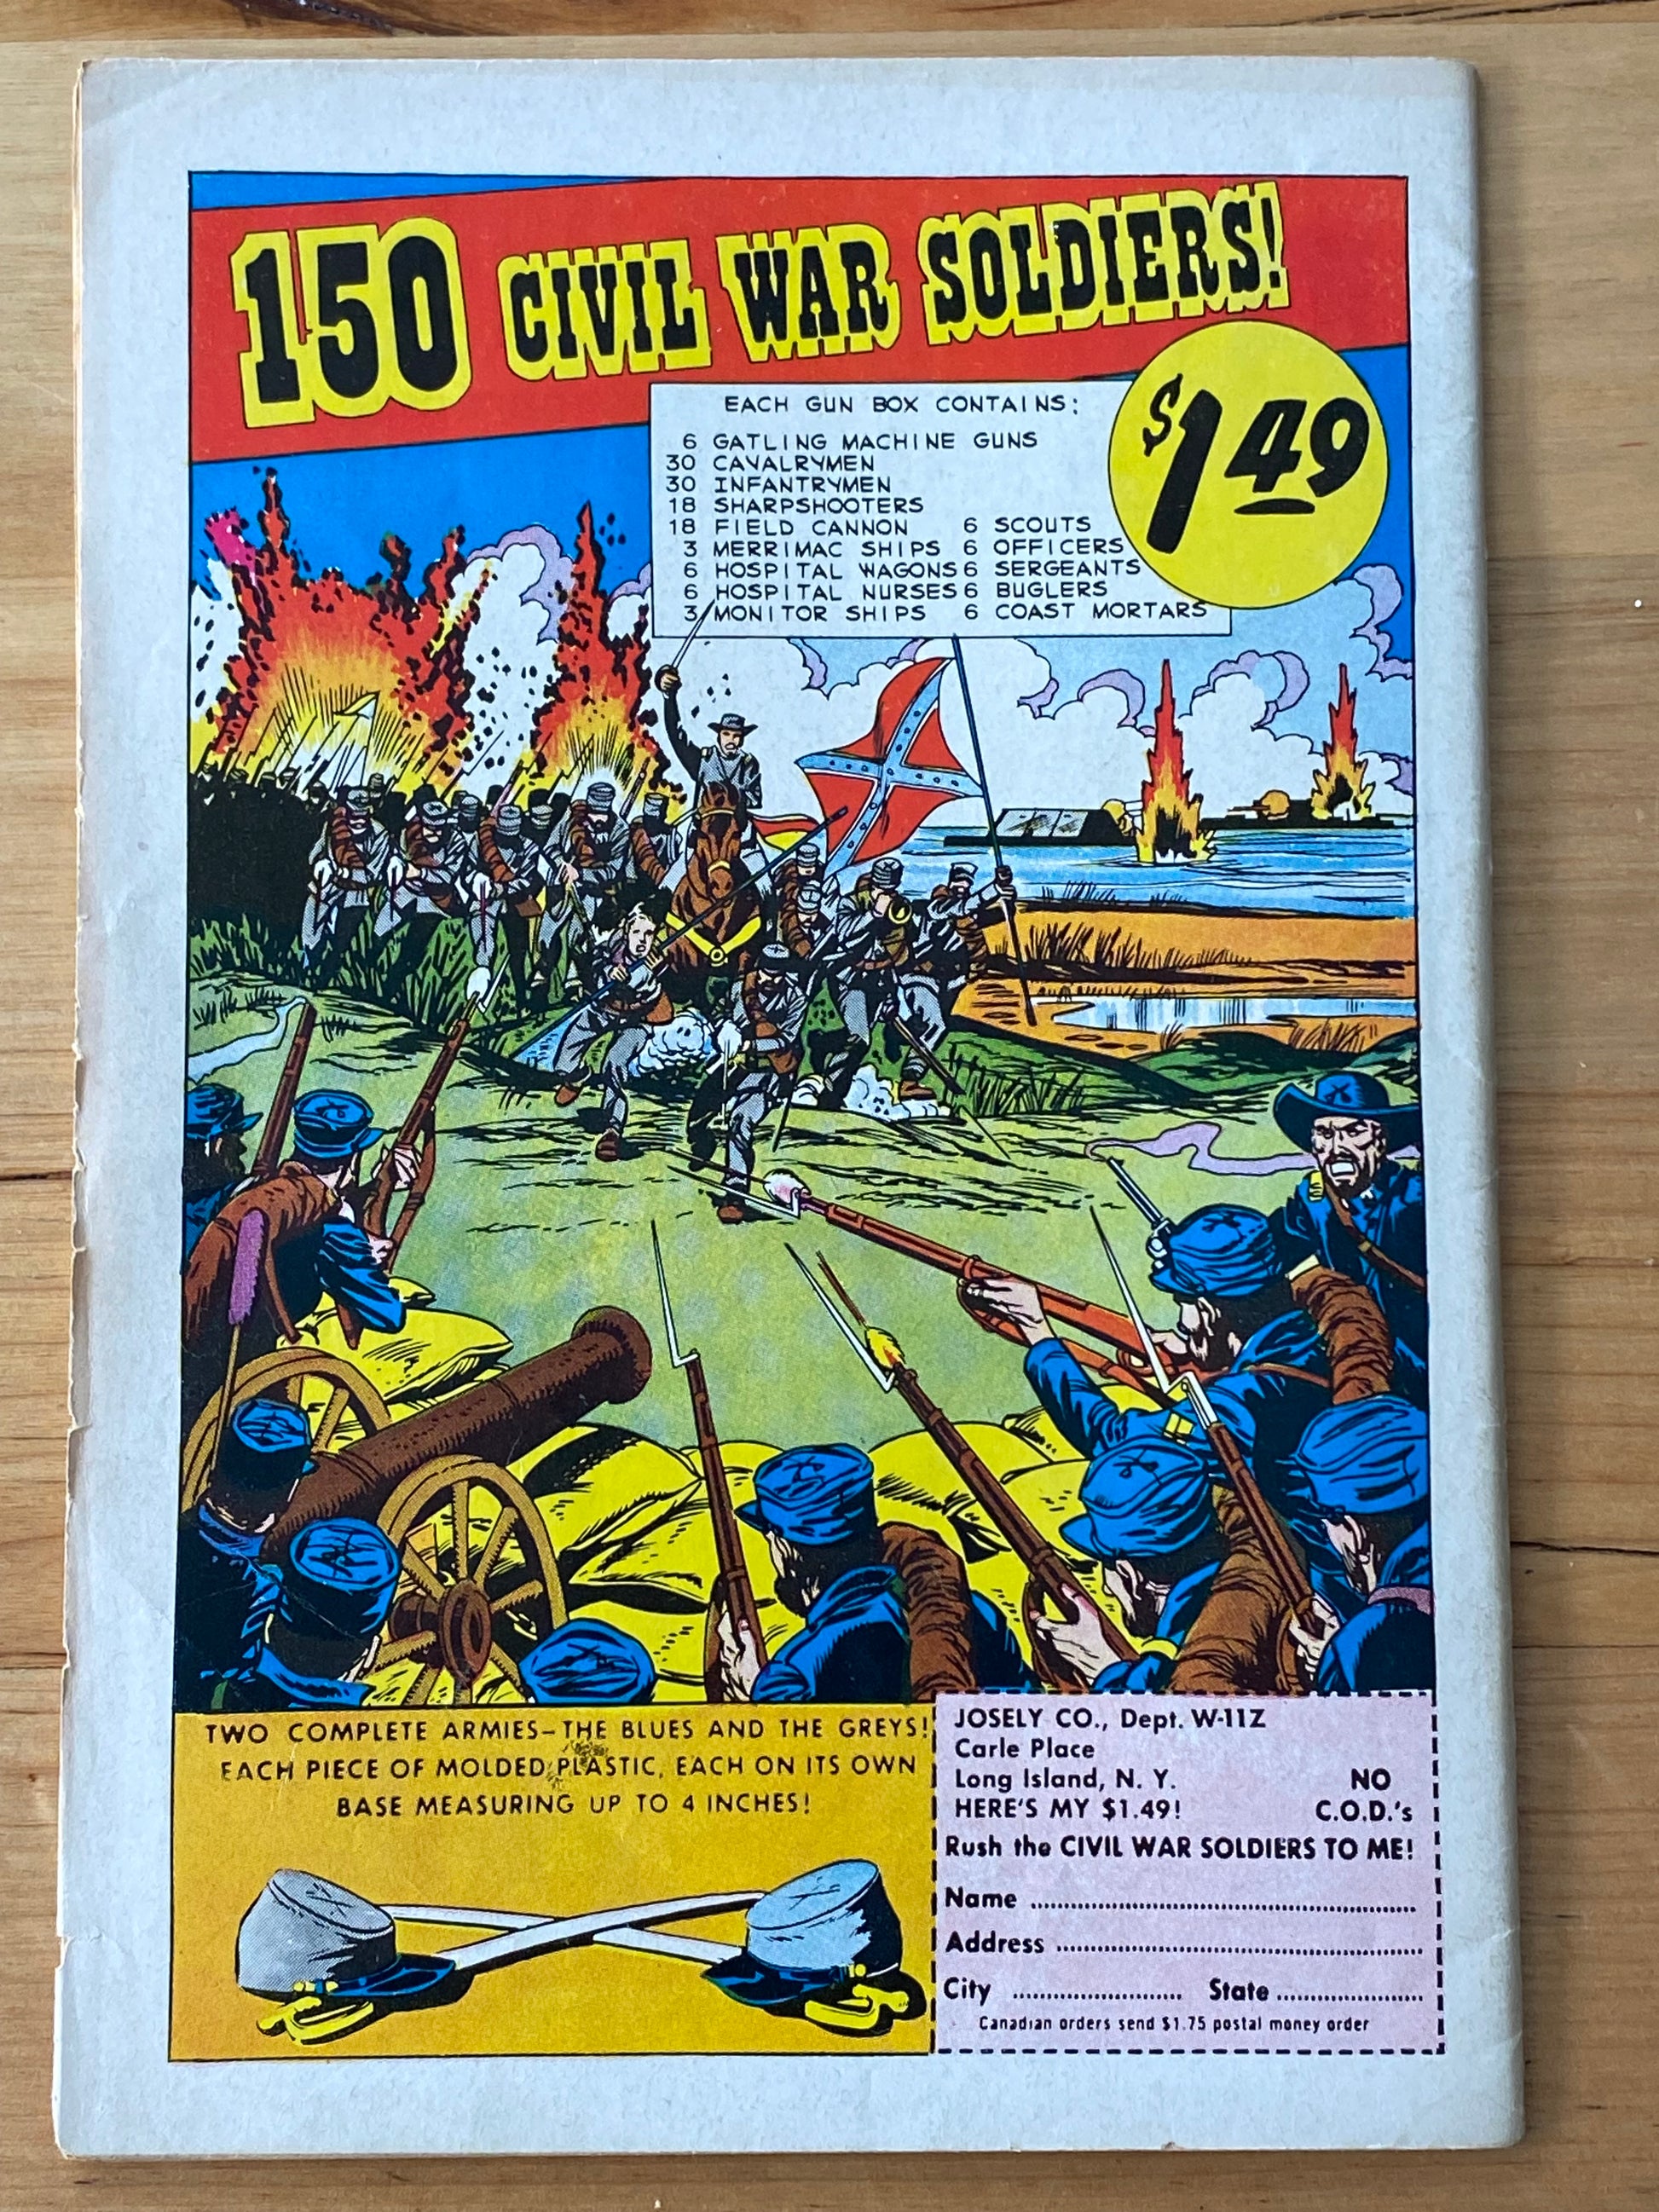 150 CIVIL WAR SOLDIERS!
$1.49
EACH GUN BOX CONTAINS:
6 GATLING MACHINE GUNS
30 CAVALRYMEN
30 INFANTRYMEN
18 SHARPSHOOTERS
18 FIELD CANNON 6 SCOUTS
3 MERRIMAC SHIPS 6 OFFICERS
6 HOSPITAL WAGONS 6 SERGEANTS
6 HOSPITAL NURSES 6 BUGLERS
3 MONITOR SHIPS 6 COAST MORTARS
TWO COMPLETE ARMIES—THE BLUES AND THE GREYS!
EACH PIECE OF MOLDED PLASTIC, EACH ON ITS OWN
BASE MEASURING UP TO 4 INCHES!
JOSELY CO., Dept. W-11Z
Carle Place
Long Island, N. Y. NO
HERE'S MY $1.49! C.O.D.'s
Rush the CIVIL WAR SOLDIERS TO ME!
Name
Address
City State
Canadian orders send $1.75 postal money order